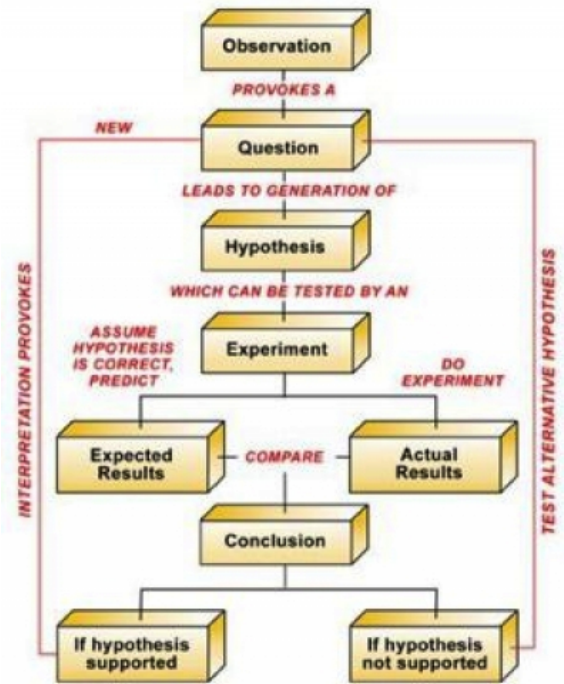 Observation
PROVOKES A
NEW
Question
LEADS TO GENERATION OF
Hypothesis
WHICH CAN BE TESTED BY AN
ASSUME
HYPOTHESIS
IS CORRECT,
PREDICT
Experiment
DO
EXPERIMENT
Expected
Results
COMPARE
Actual
Results
Conclusion
If hypothesis
supported
If hypothesis
not supported
INTERPRETATION PROVOKES
TEST ALTERNATIVE HYPOTHESIS